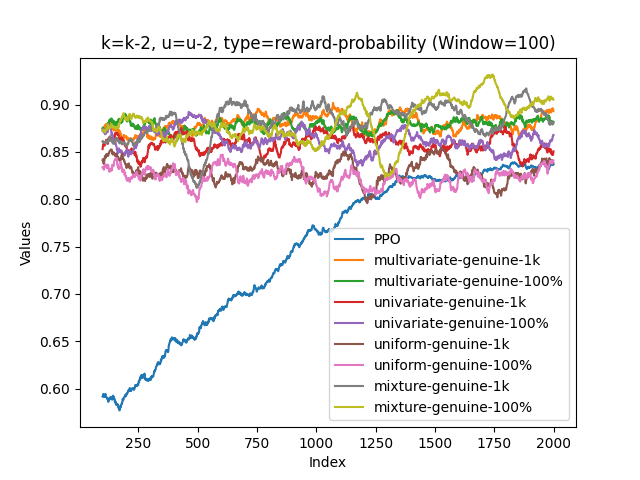 k=k-2, u=u-2, type=reward-probability (Window=100)
Values
0.90
0.85
0.80
0.75
0.70
0.65
0.60
PPO
multivariate-genuine-1k
multivariate-genuine-100%
univariate-genuine-1k
univariate-genuine-100%
uniform-genuine-1k
uniform-genuine-100%
mixture-genuine-1k
mixture-genuine-100%
250 500 750 1000 1250 1500 1750 2000
Index